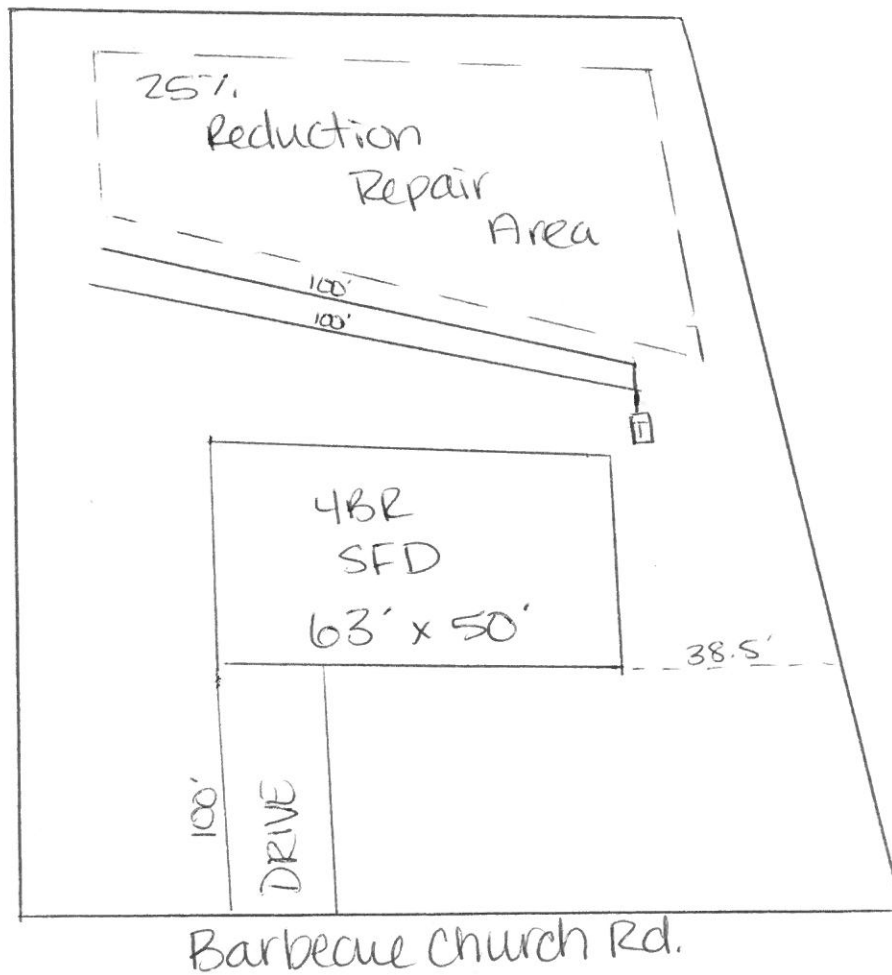 25%
Reduction
Repair
Area
100'
100'
T
4BR
SFD
63' x 50'
38.5'
100'
DRIVE
Barbecue Church Rd.